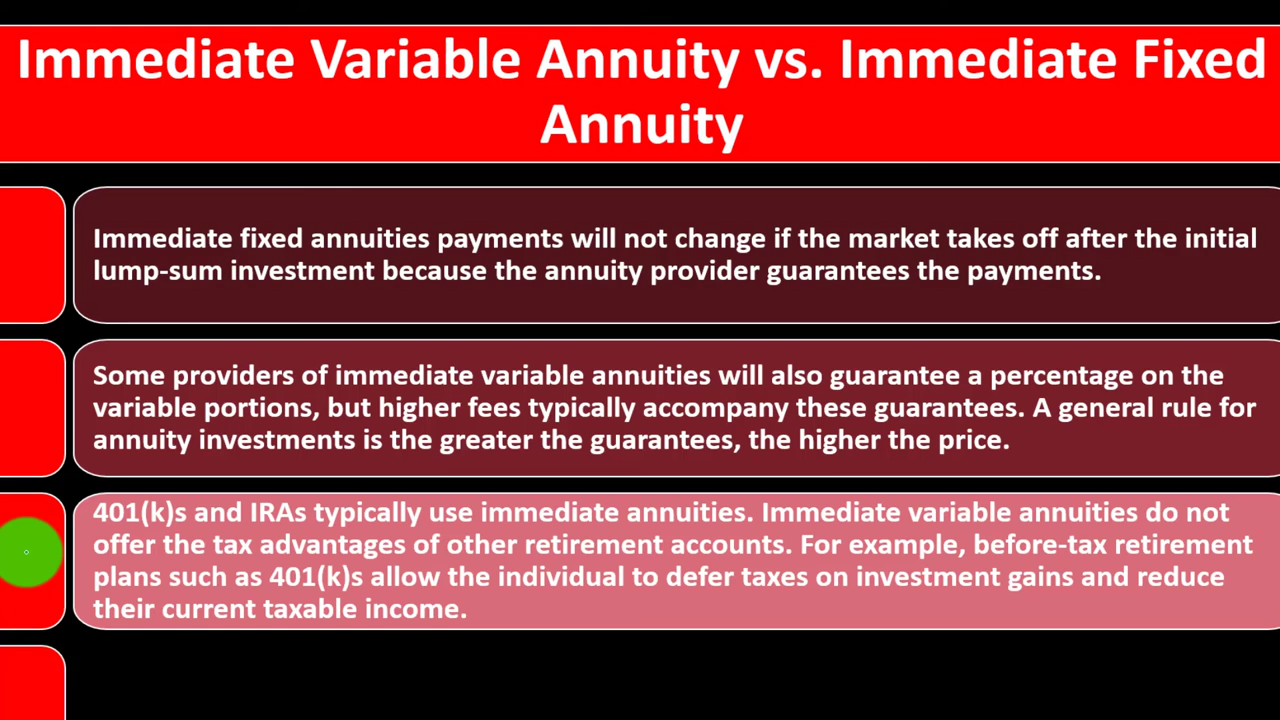 Immediate Variable Annuity vs. Immediate Fixed
Annuity
Immediate fixed annuities payments will not change if the market takes off after the initial
lump-sum investment because the annuity provider guarantees the payments.
Some providers of immediate variable annuities will also guarantee a percentage on the
variable portions, but higher fees typically accompany these guarantees. A general rule for
annuity investments is the greater the guarantees, the higher the price.
401(k)s and IRAs typically use immediate annuities. Immediate variable annuities do not
offer the tax advantages of other retirement accounts. For example, before-tax retirement
plans such as 401(k)s allow the individual to defer taxes on investment gains and reduce
their current taxable income.